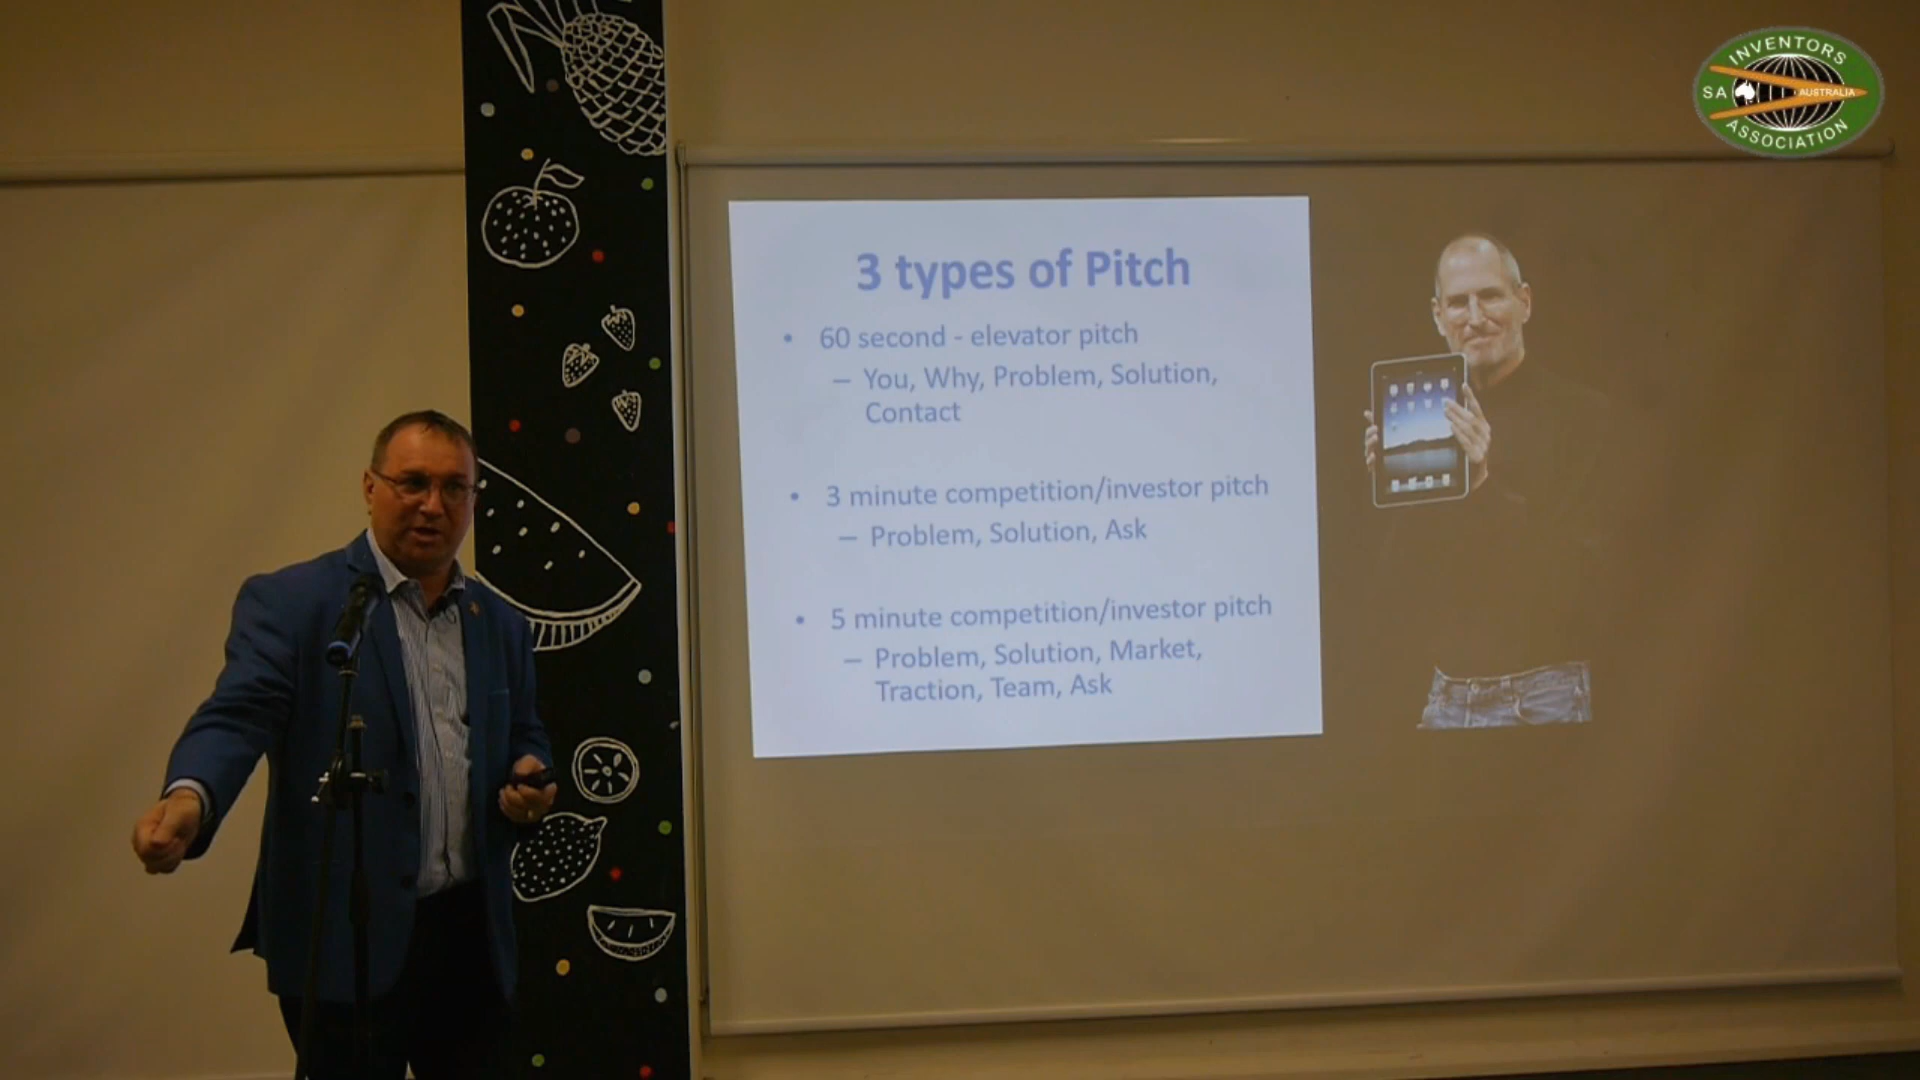 INVENTORS
SA AUSTRALIA
ASSOCIATION
3 types of Pitch
• 60 second - elevator pitch
– You, Why, Problem, Solution,
Contact
• 3 minute competition/investor pitch
– Problem, Solution, Ask
• 5 minute competition/investor pitch
– Problem, Solution, Market,
Traction, Team, Ask